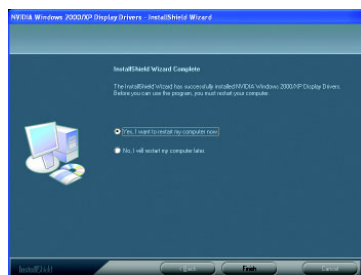 NVIDIA Windows 2000/XP Display Drivers - InstallShield Wizard
InstallShield Wizard Complete
The InstallShield Wizard has successfully installed NVIDIA Windows 2000/XP Display Drivers.
Before you can use the program, you must restart your computer.
Yes, I want to restart my computer now.
No, I will restart my computer later.
InstallShield
< Back
Finish
Cancel